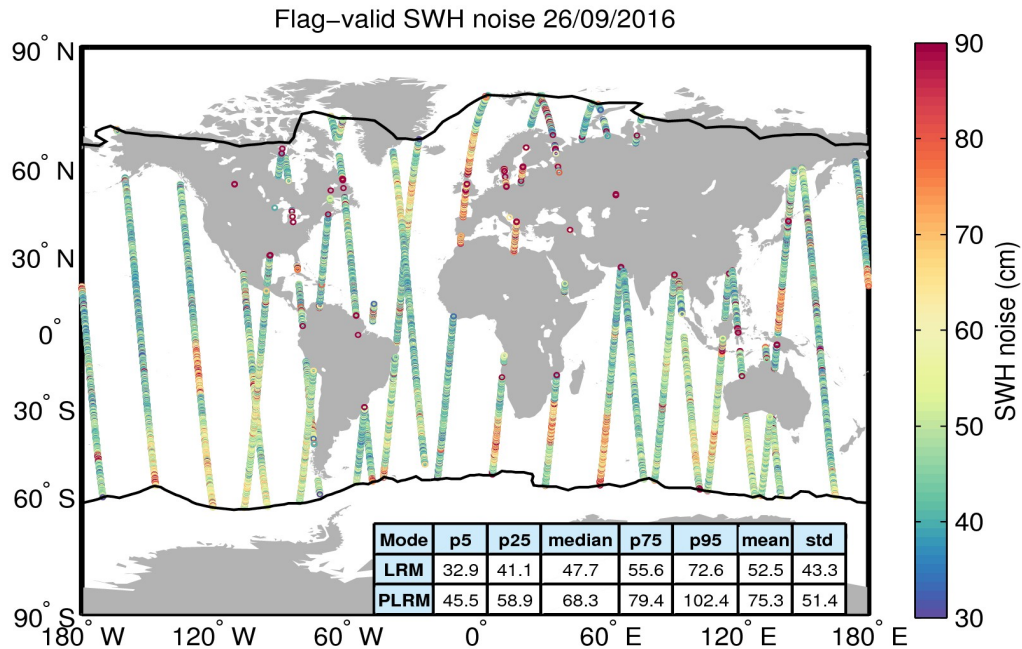 Flag−valid SWH noise 26/09/2016
90° N
60° N
30° N
0°
30° S
60° S
90° S
180° W 120° W 60° W 0° 60° E 120° E 180° E
Mode p5 p25 median p75 p95 mean std
LRM 32.9 41.1 47.7 55.6 72.6 52.5 43.3
PLRM 45.5 58.9 68.3 79.4 102.4 75.3 51.4
90
80
70
60
50
40
30
SWH noise (cm)